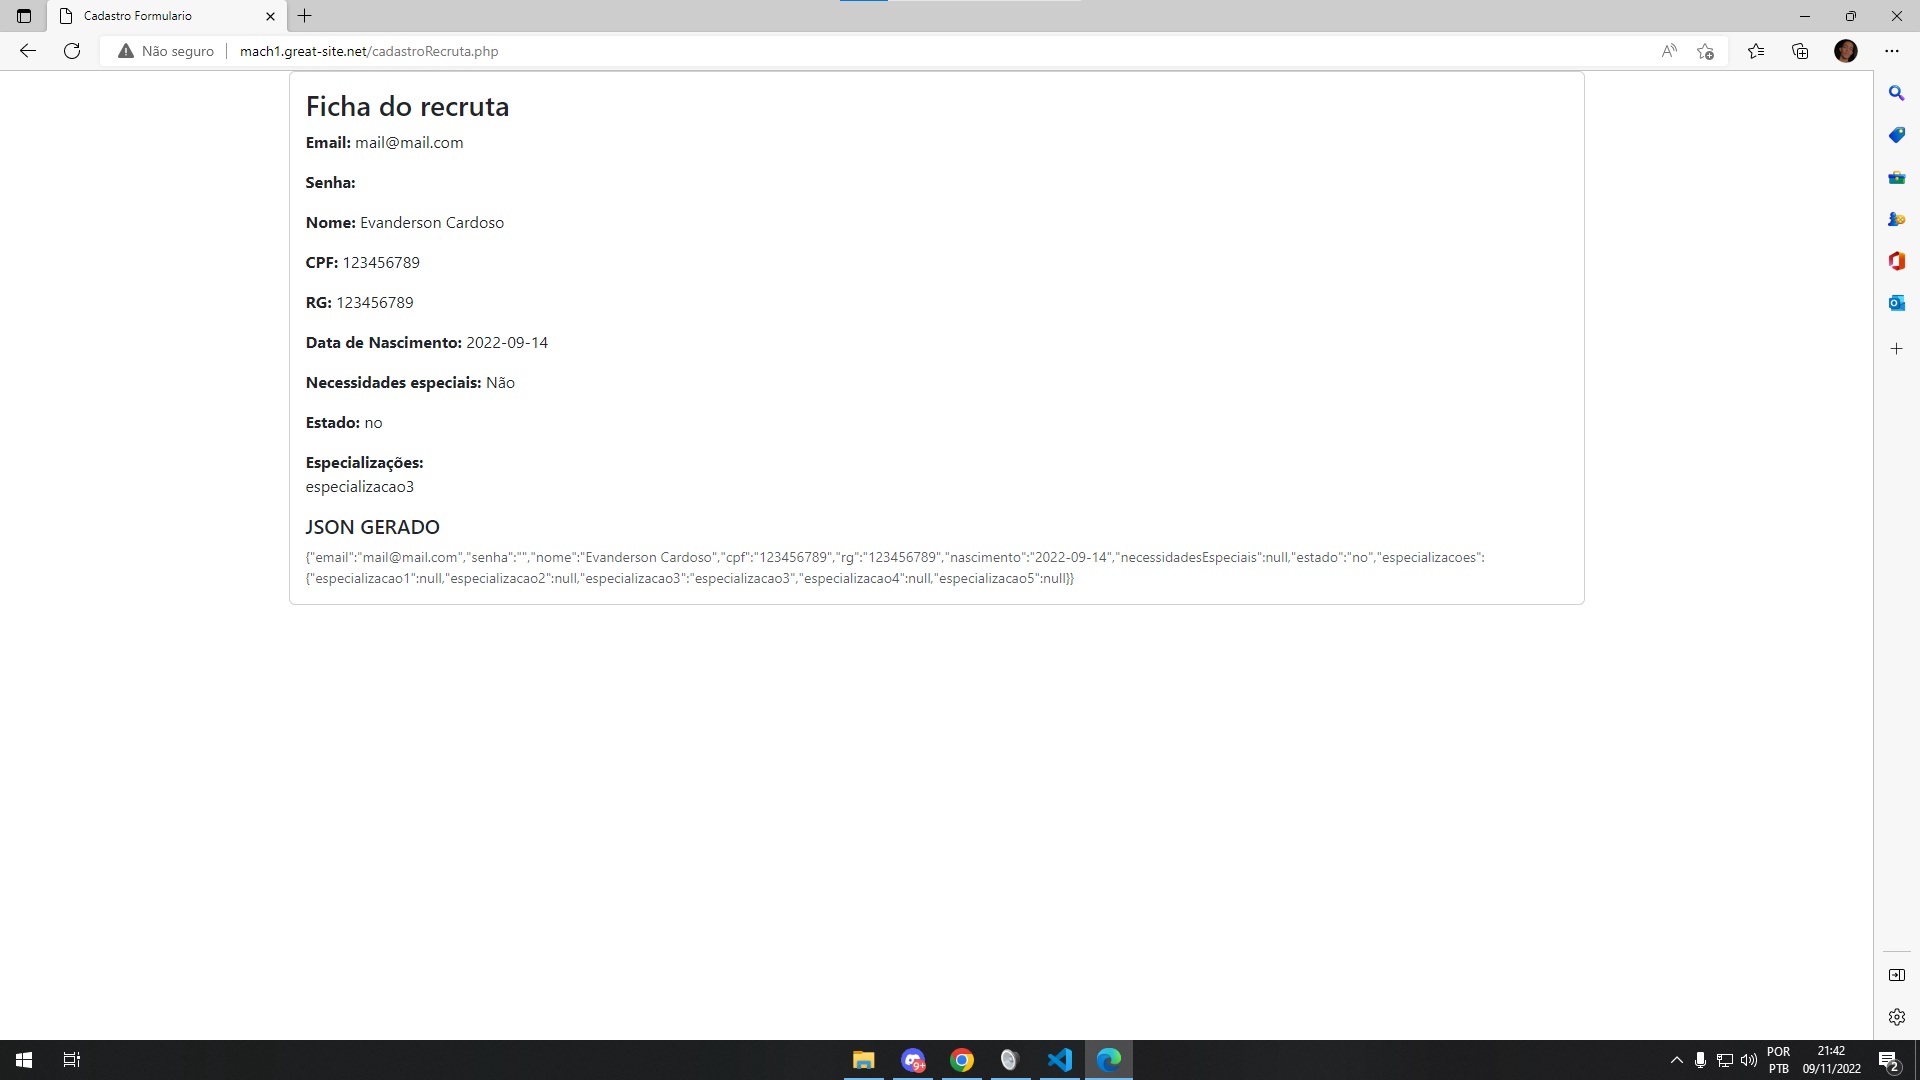 Cadastro Formulario
Não seguro
mach1.great-site.net/cadastroRecruta.php
Ficha do recruta
Email: mail@mail.com
Senha:
Nome: Evanderson Cardoso
CPF: 123456789
RG: 123456789
Data de Nascimento: 2022-09-14
Necessidades especiais: Não
Estado: no
Especializações:
especializacao3
JSON GERADO
{"email":"mail@mail.com","senha":"","nome":"Evanderson Cardoso","cpf":"123456789","rg":"123456789","nascimento":"2022-09-14","necessidadesEspeciais":null,"estado":"no","especializacoes":
{"especializacao1":null,"especializacao2":null,"especializacao3":"especializacao3","especializacao4":null,"especializacao5":null}}
9+
POR
PTB
21:42
09/11/2022
2